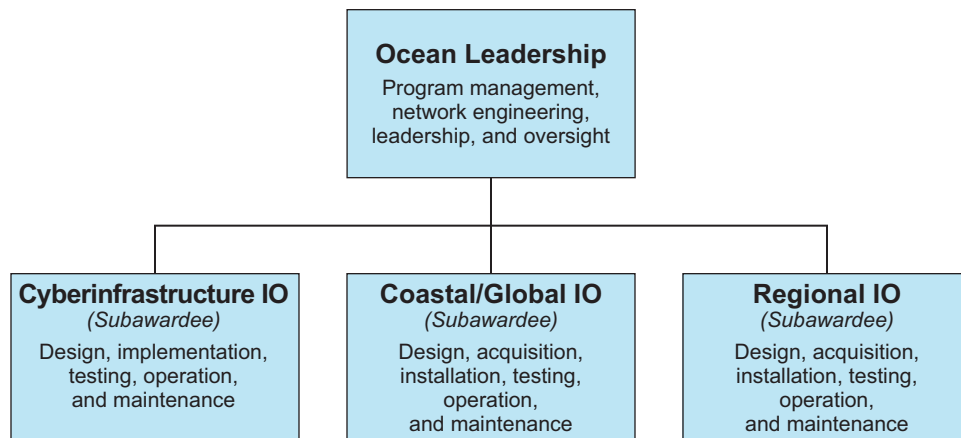 Ocean Leadership
Program management,
network engineering,
leadership, and oversight
Cyberinfrastructure IO
(Subawardee)
Design, implementation,
testing, operation,
and maintenance
Coastal/Global IO
(Subawardee)
Design, acquisition,
installation, testing,
operation,
and maintenance
Regional IO
(Subawardee)
Design, acquisition,
installation, testing,
operation,
and maintenance